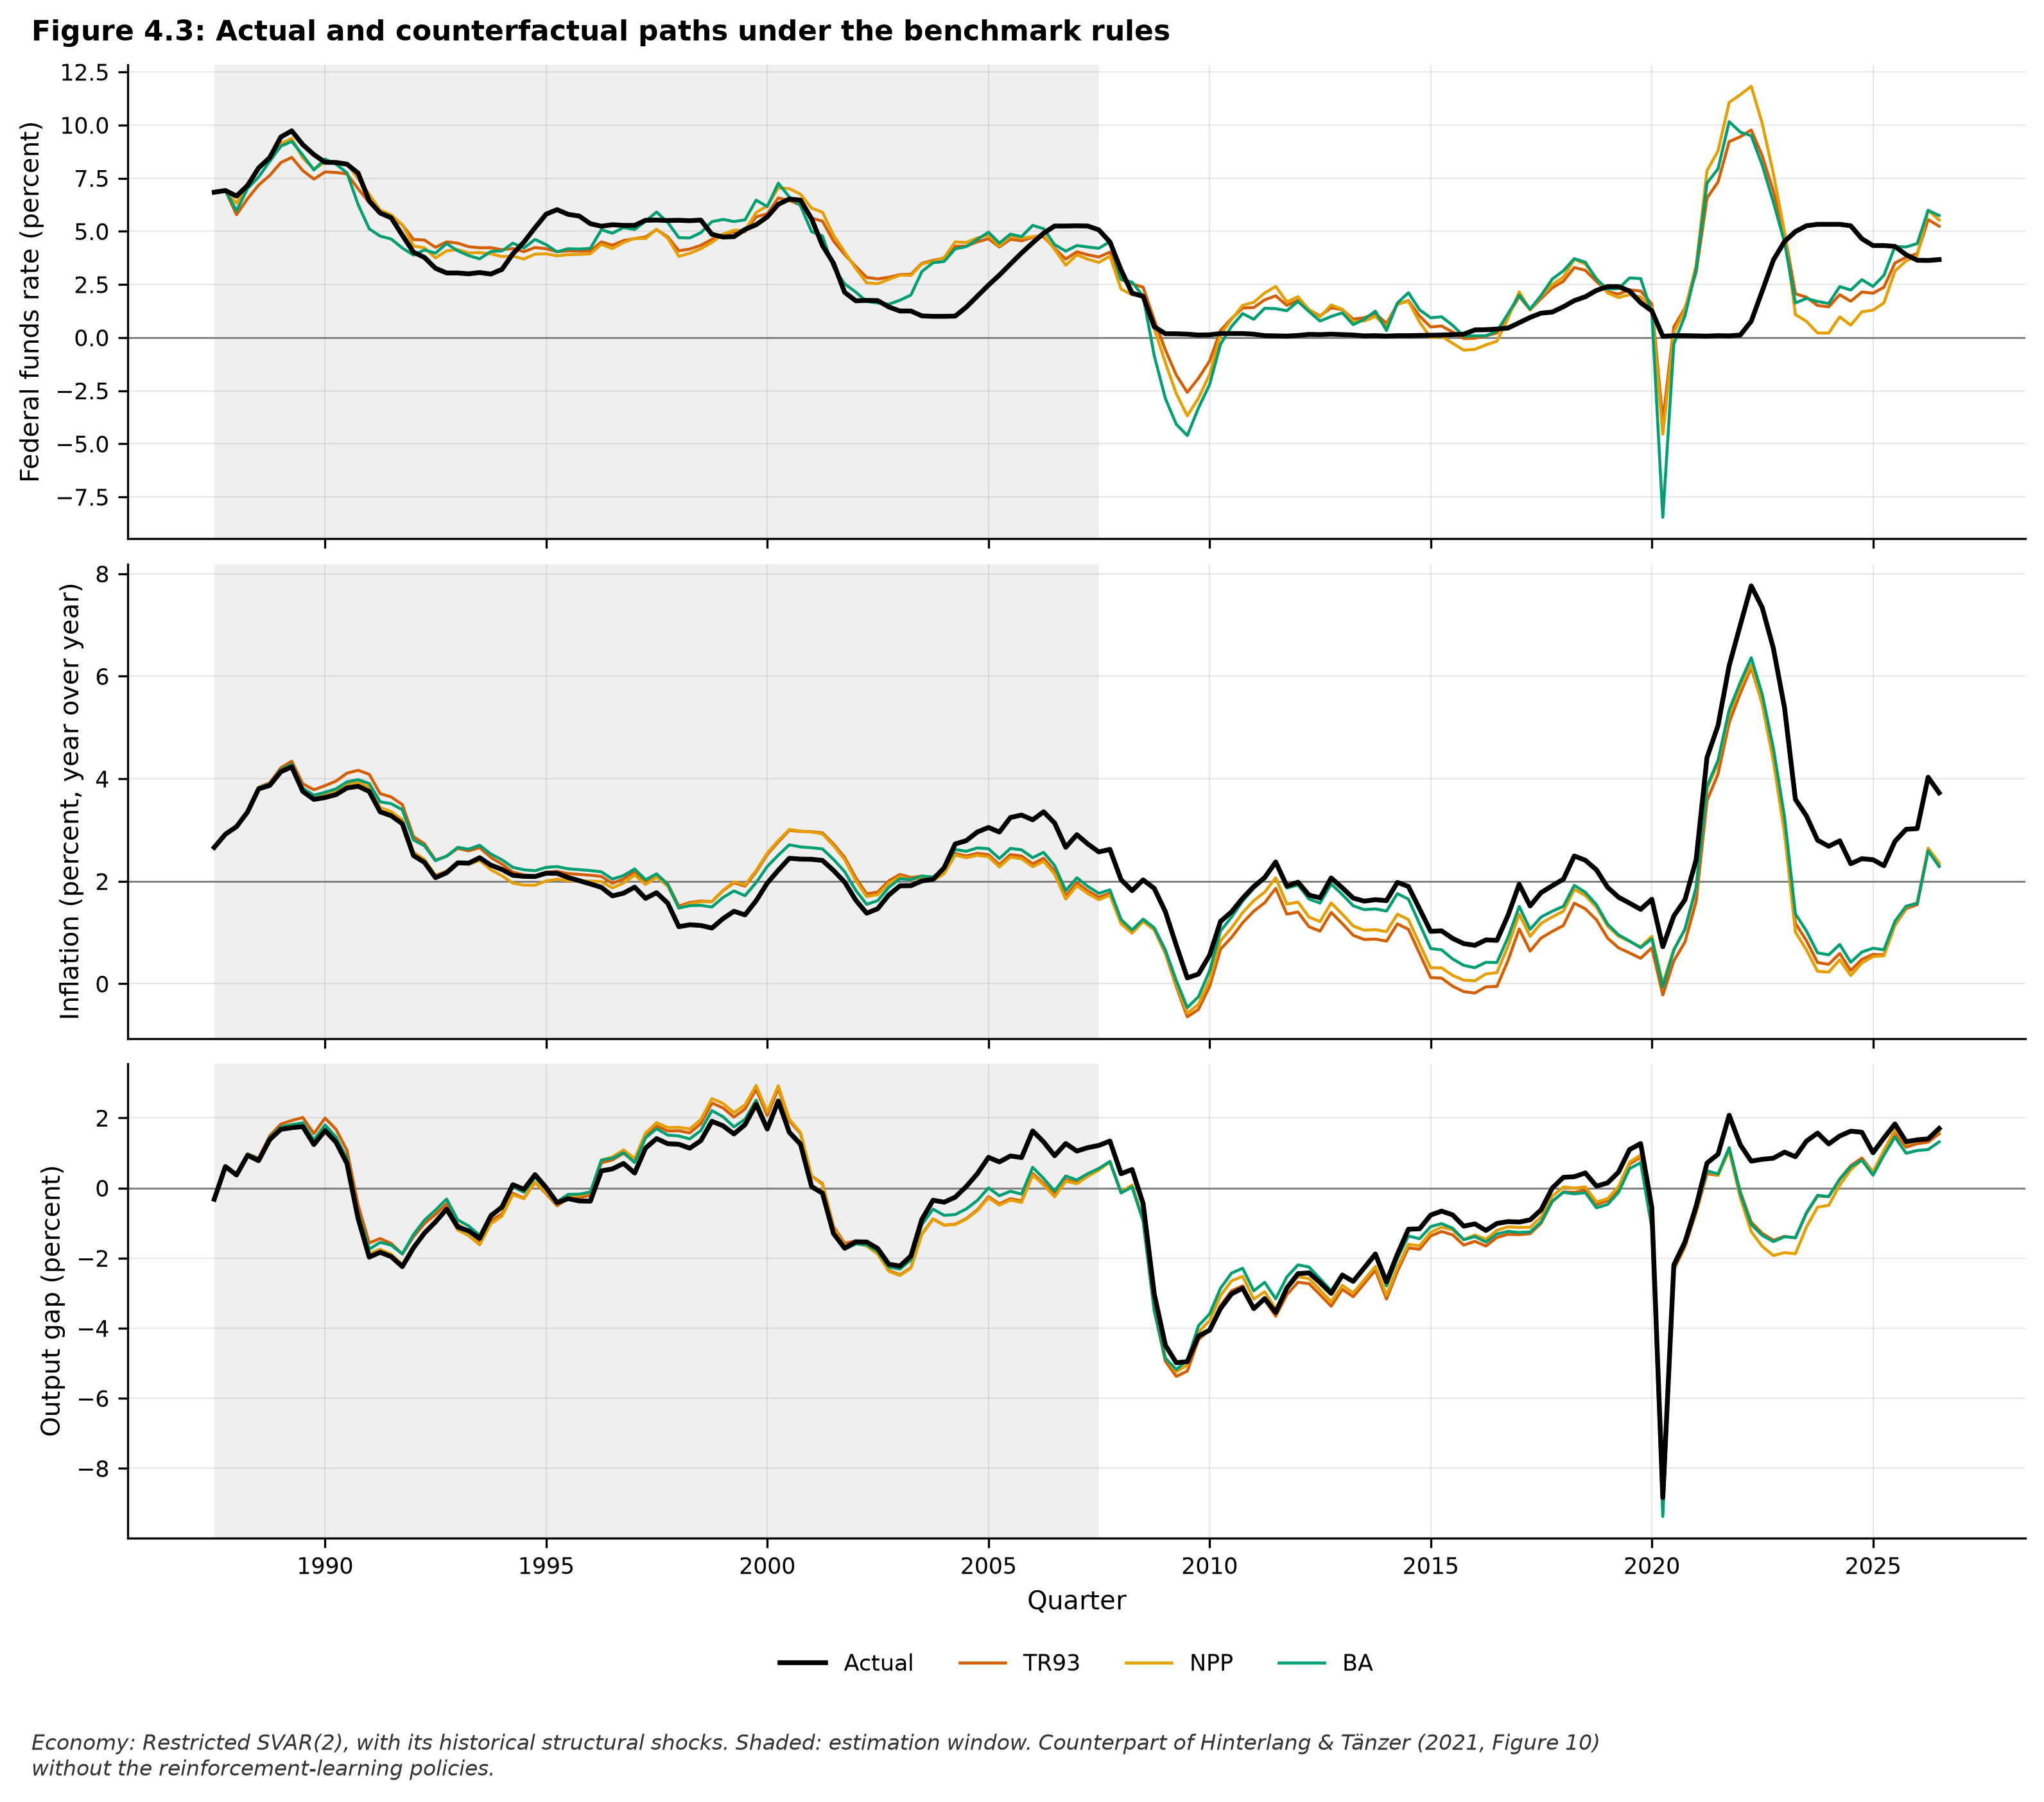 Figure 4.3: Actual and counterfactual paths under the benchmark rules
Federal funds rate (percent)
12.5
10.0
7.5
5.0
2.5
0.0
−2.5
−5.0
−7.5
Inflation (percent, year over year)
8
6
4
2
0
Output gap (percent)
2
0
−2
−4
−6
−8
1990 1995 2000 2005 2010 2015 2020 2025
Quarter
Actual TR93 NPP BA
Economy: Restricted SVAR(2), with its historical structural shocks. Shaded: estimation window. Counterpart of Hinterlang & Tänzer (2021, Figure 10)
without the reinforcement-learning policies.